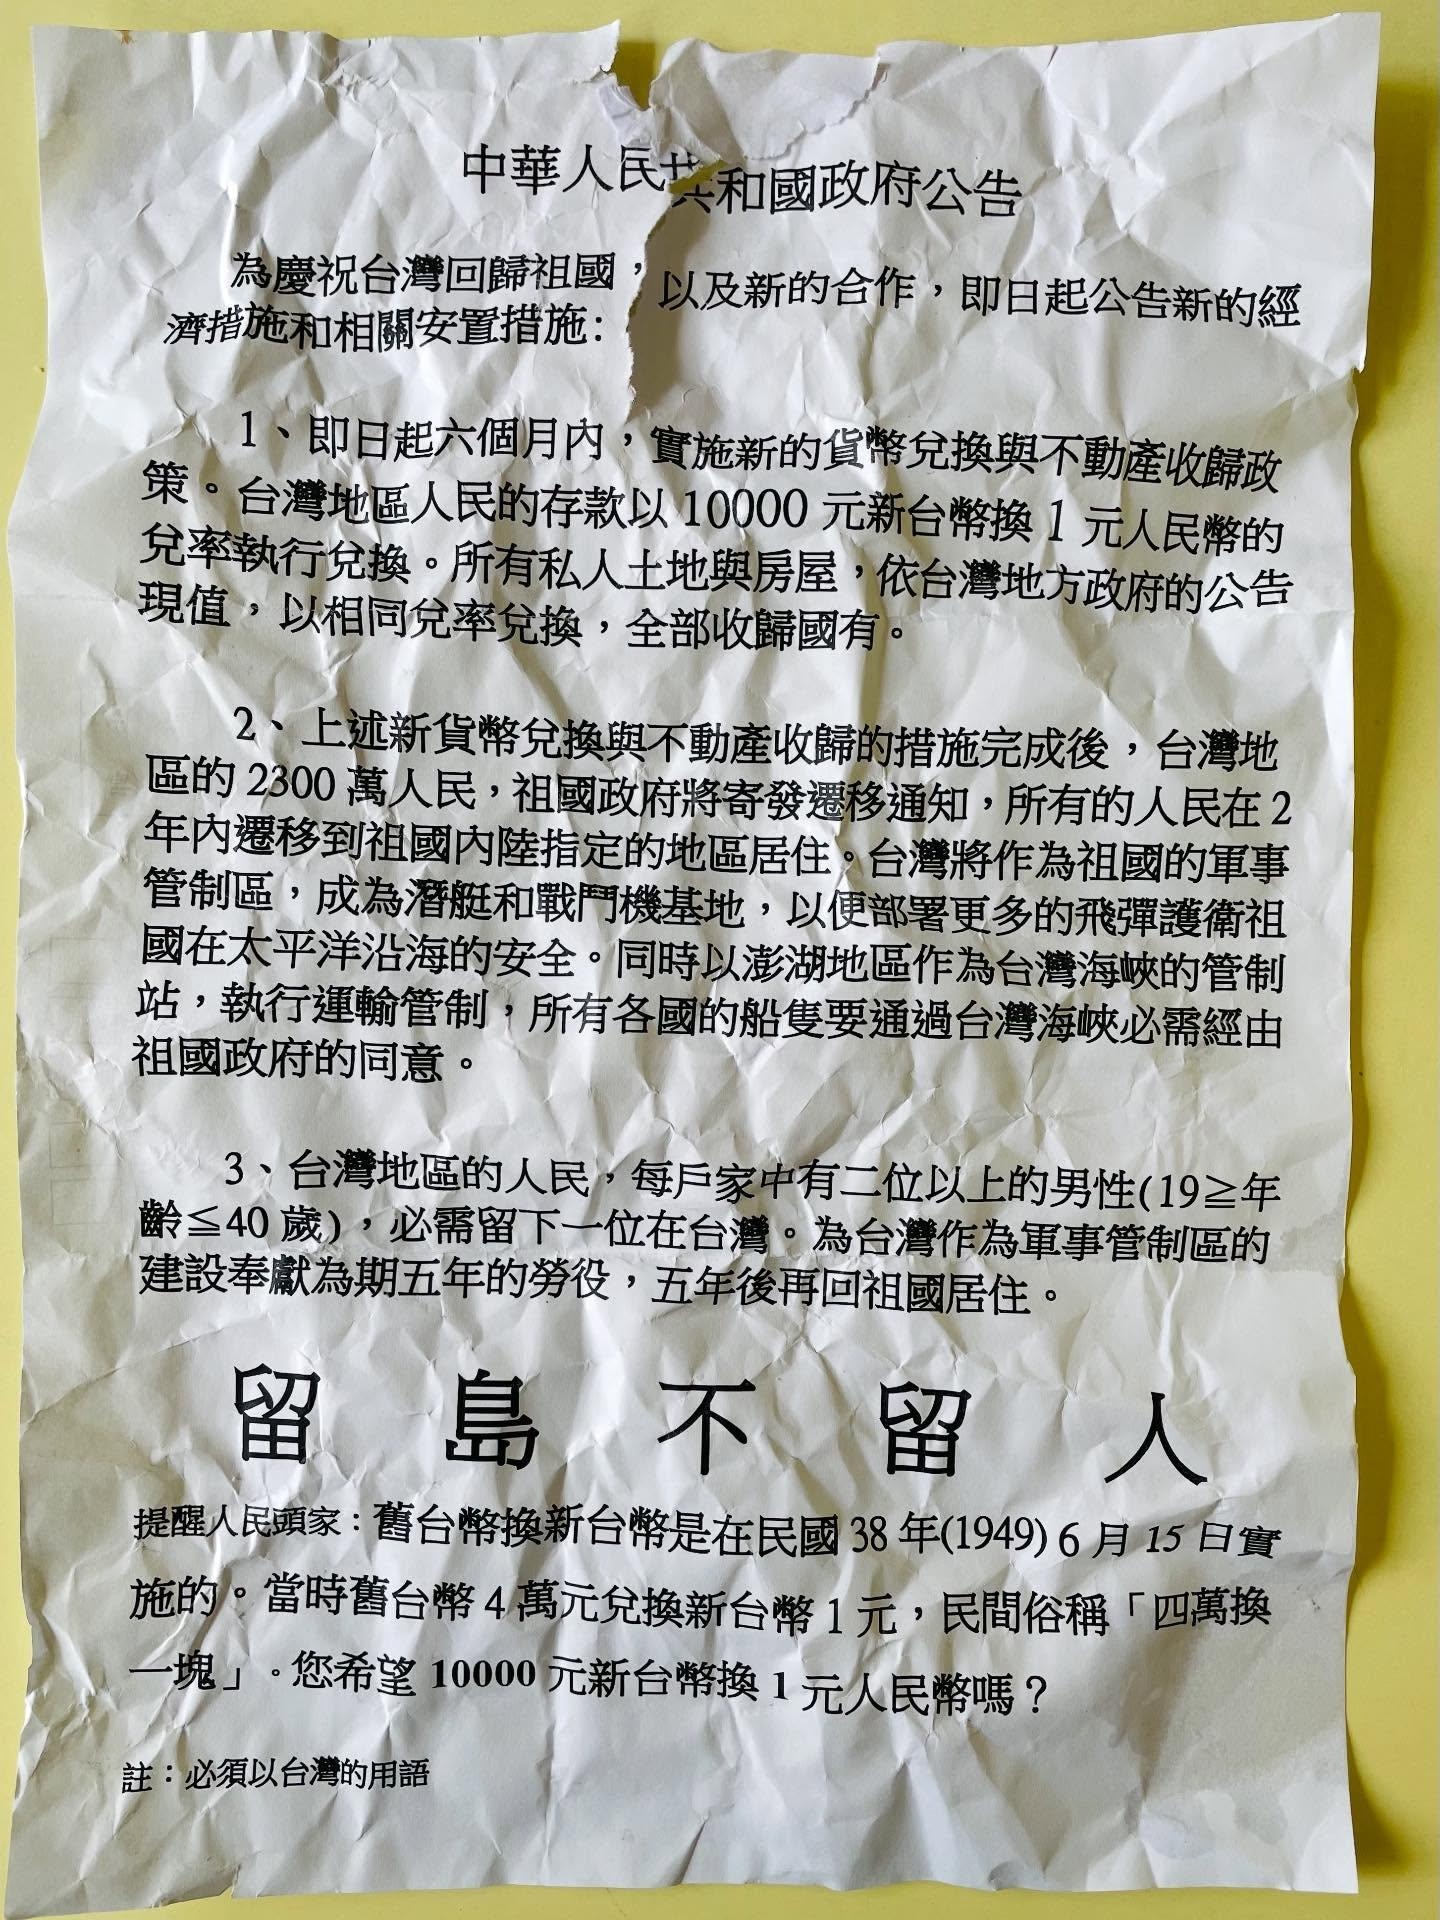 中華人民共和國政府公告
為慶祝台灣回歸祖國，以及新的合作，即日起公告新的經
濟措施和相關安置措施：
1、即日起六個月內，實施新的貨幣兌換與不動產收歸政
策。台灣地區人民的存款以10000 元新台幣換 1 元人民幣的
兌率執行兌換。所有私人土地與房屋，依台灣地方政府的公告
現值，以相同兌率兌換，全部收歸國有。
2、上述新貨幣兌換與不動產收歸的措施完成後，台灣地
區的 2300 萬人民，祖國政府將寄發遷移通知，所有的人民在 2
年內遷移到祖國內陸指定的地區居住。台灣將作為祖國的軍事
管制區，成為潛艇和戰鬥機基地，以便部署更多的飛彈護衛祖
國在太平洋沿海的安全。同時以澎湖地區作為台灣海峽的管制
站，執行運輸管制，所有各國的船隻要通過台灣海峽必需經由
祖國政府的同意。
3、台灣地區的人民，每戶家中有二位以上的男性(19≧年
齡≦40 歲)，必需留下一位在台灣。為台灣作為軍事管制區的
建設奉獻為期五年的勞役，五年後再回祖國居住。
留島不留人
提醒人民頭家：舊台幣換新台幣是在民國 38 年(1949) 6 月 15 日實
施的。當時舊台幣 4 萬元兌換新台幣 1 元，民間俗稱「四萬換
一塊」。您希望 10000 元新台幣換 1 元人民幣嗎？
註：必須以台灣的用語